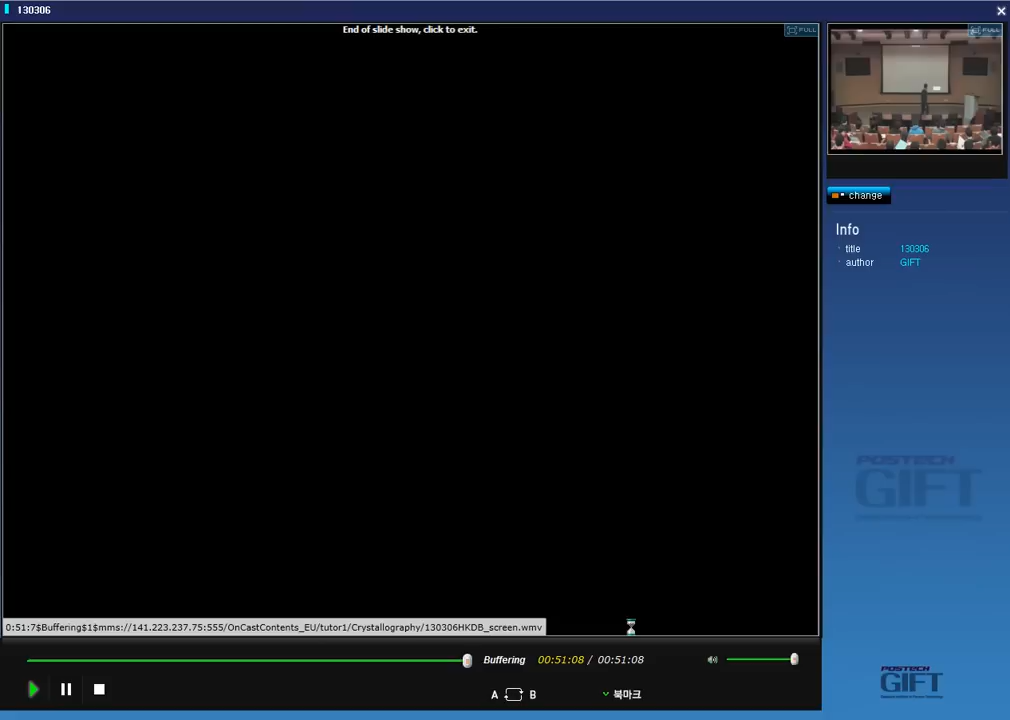 130306
End of slide show, click to exit.
FULL
FULL
change
Info
title 130306
author GIFT
POSTECH
GIFT
0:51:7$Buffering$1$mms://141.223.237.75:555/OnCastContents_EU/tutor1/Crystallography/130306HKDB_screen.wmv
Buffering 00:51:08 / 00:51:08
A B
북마크
POSTECH
GIFT